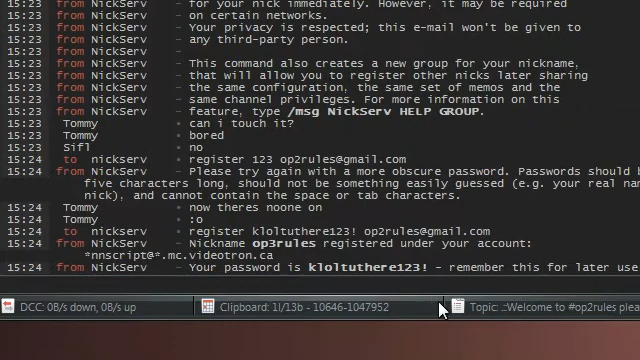 15:23 from NickServ - for your nick immediately. However, it may be required
15:23 from NickServ - on certain networks.
15:23 from NickServ - Your privacy is respected; this e-mail won't be given to
15:23 from NickServ - any third-party person.
15:23 from NickServ -
15:23 from NickServ - This command also creates a new group for your nickname,
15:23 from NickServ - that will allow you to register other nicks later sharing
15:23 from NickServ - the same configuration, the same set of memos and the
15:23 from NickServ - same channel privileges. For more information on this
15:23 from NickServ - feature, type /msg NickServ HELP GROUP.
15:23 Tommy • can i touch it?
15:23 Tommy • bored
15:23 Sifl • no
15:24 to nickserv • register 123 op2rules@gmail.com
15:24 from NickServ - Please try again with a more obscure password. Passwords should b
five characters long, should not be something easily guessed (e.g. your real na
nick), and cannot contain the space or tab characters.
15:24 Tommy • now theres noone on
15:24 Tommy • :o
15:24 to nickserv • register kloltuthere123! op2rules@gmail.com
15:24 from NickServ - Nickname op3rules registered under your account:
*nnscript@*.mc.videotron.ca
15:24 from NickServ - Your password is kloltuthere123! - remember this for later use
DCC: 0B/s down, 0B/s up
Clipboard: 1l/13b - 10646-1047952
Topic: .:Welcome to #op2rules plea